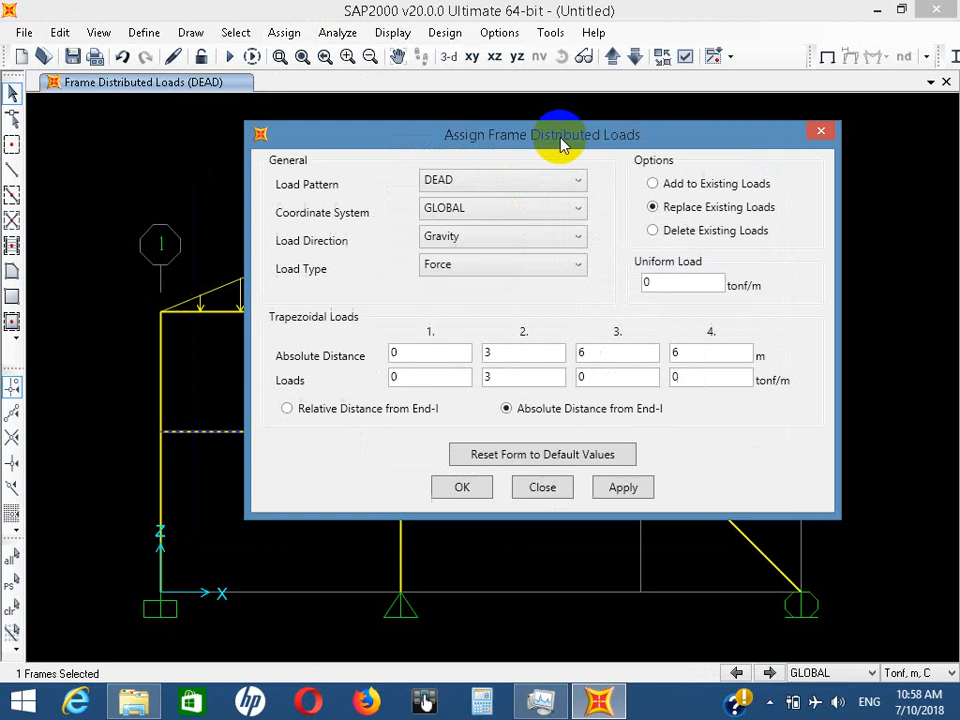 SAP2000 v20.0.0 Ultimate 64-bit - (Untitled)
File Edit View Define Draw Select Assign Analyze Display Design Options Tools Help
3-d xy xz yz nv nd
Frame Distributed Loads (DEAD)
Assign Frame Distributed Loads
General
Load Pattern DEAD
Coordinate System GLOBAL
Load Direction Gravity
Load Type Force
Options
Add to Existing Loads
Replace Existing Loads
Delete Existing Loads
Uniform Load
0 tonf/m
Trapezoidal Loads
1. 2. 3. 4.
Absolute Distance 0 3 6 6 m
Loads 0 3 0 0 tonf/m
Relative Distance from End-I Absolute Distance from End-I
Reset Form to Default Values
OK Close Apply
1
Z
X
all
PS
clr
1 Frames Selected GLOBAL Tonf, m, C
ENG 10:58 AM
7/10/2018